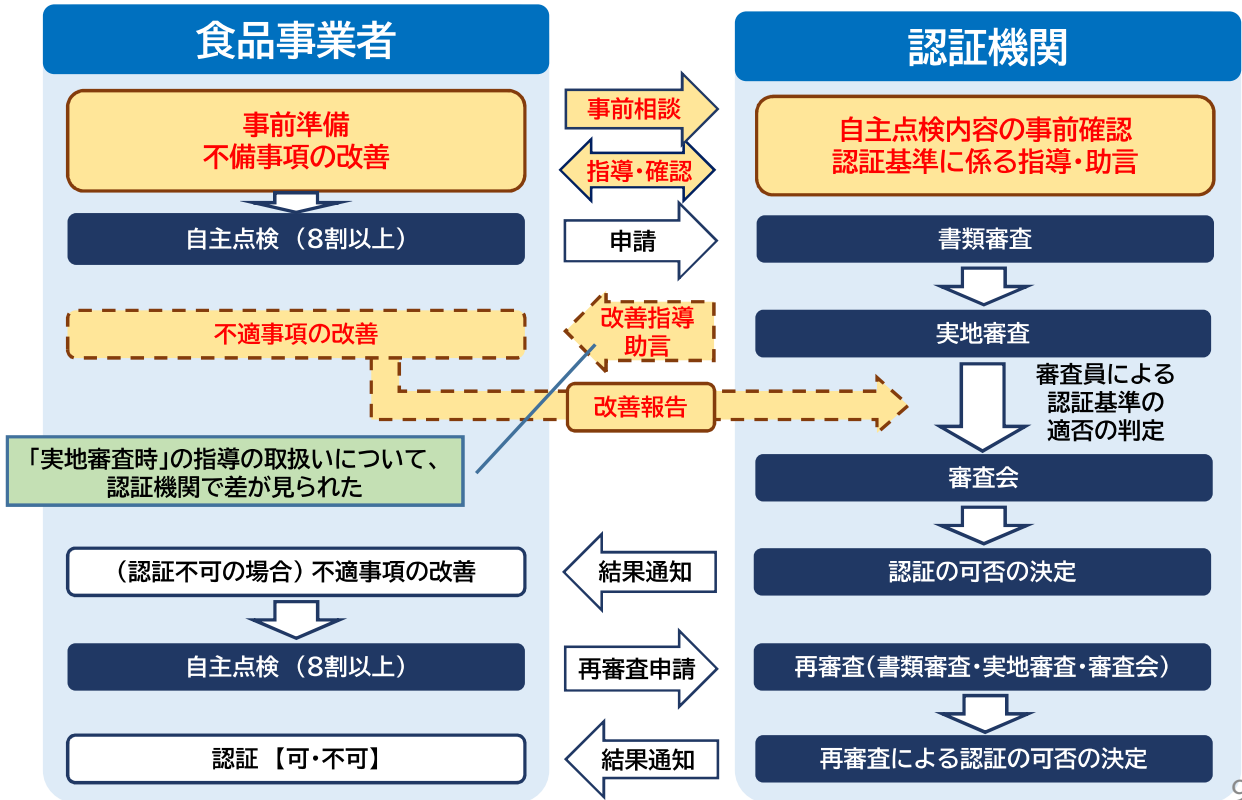 食品事業者
認証機関
事前準備
不備事項の改善
事前相談
指導・確認
自主点検内容の事前確認
認証基準に係る指導・助言
自主点検（8割以上）
申請
書類審査
不適事項の改善
改善指導
助言
実地審査
改善報告
審査員による
認証基準の
適否の判定
「実地審査時」の指導の取扱いについて、
認証機関で差が見られた
審査会
（認証不可の場合）不適事項の改善
結果通知
認証の可否の決定
自主点検（8割以上）
再審査申請
再審査（書類審査・実地審査・審査会）
認証【可・不可】
結果通知
再審査による認証の可否の決定